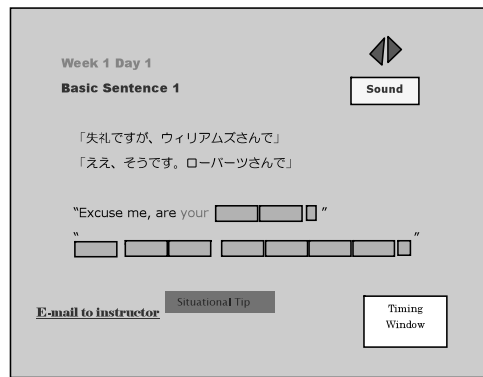 Week 1 Day 1
Basic Sentence 1
Sound
「失礼ですが、ウィリアムズさんで」
「ええ、そうです。ローバーツさんで」
"Excuse me, are your "
" "
E-mail to instructor
Situational Tip
Timing
Window